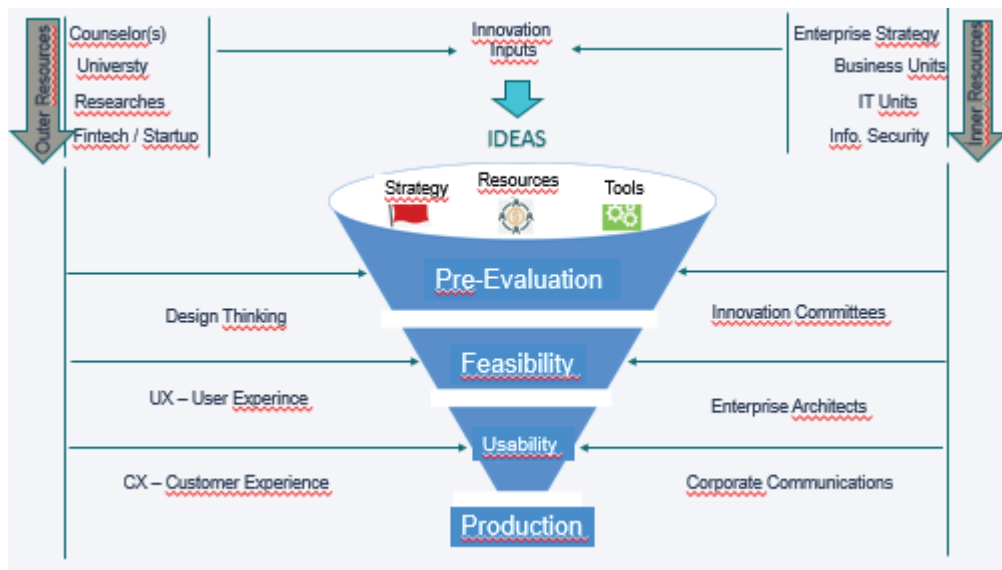 Outer Resources
Counselor(s)
Universty
Researches
Fintech / Startup
Innovation
Inputs
IDEAS
Enterprise Strategy
Business Units
IT Units
Info. Security
Inner Resources
Strategy
Resources
Tools
Pre-Evaluation
Design Thinking
Innovation Committees
Feasibility
UX – User Experince
Enterprise Architects
Usability
CX – Customer Experience
Corporate Communications
Production